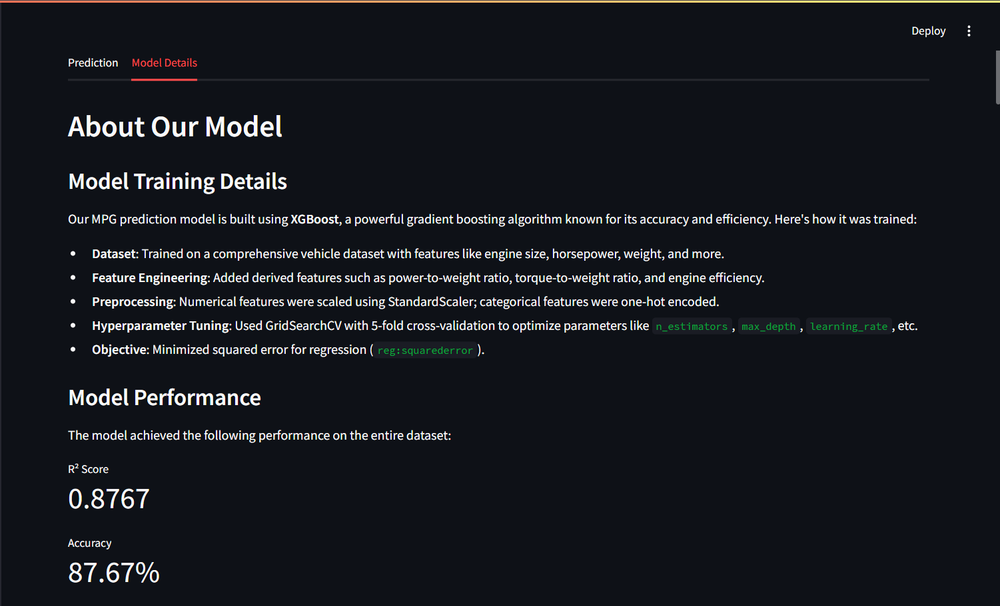 Deploy
Prediction Model Details
About Our Model
Model Training Details
Our MPG prediction model is built using XGBoost, a powerful gradient boosting algorithm known for its accuracy and efficiency. Here's how it was trained:
• Dataset: Trained on a comprehensive vehicle dataset with features like engine size, horsepower, weight, and more.
• Feature Engineering: Added derived features such as power-to-weight ratio, torque-to-weight ratio, and engine efficiency.
• Preprocessing: Numerical features were scaled using StandardScaler; categorical features were one-hot encoded.
• Hyperparameter Tuning: Used GridSearchCV with 5-fold cross-validation to optimize parameters like n_estimators, max_depth, learning_rate, etc.
• Objective: Minimized squared error for regression (reg:squarederror).
Model Performance
The model achieved the following performance on the entire dataset:
R² Score
0.8767
Accuracy
87.67%